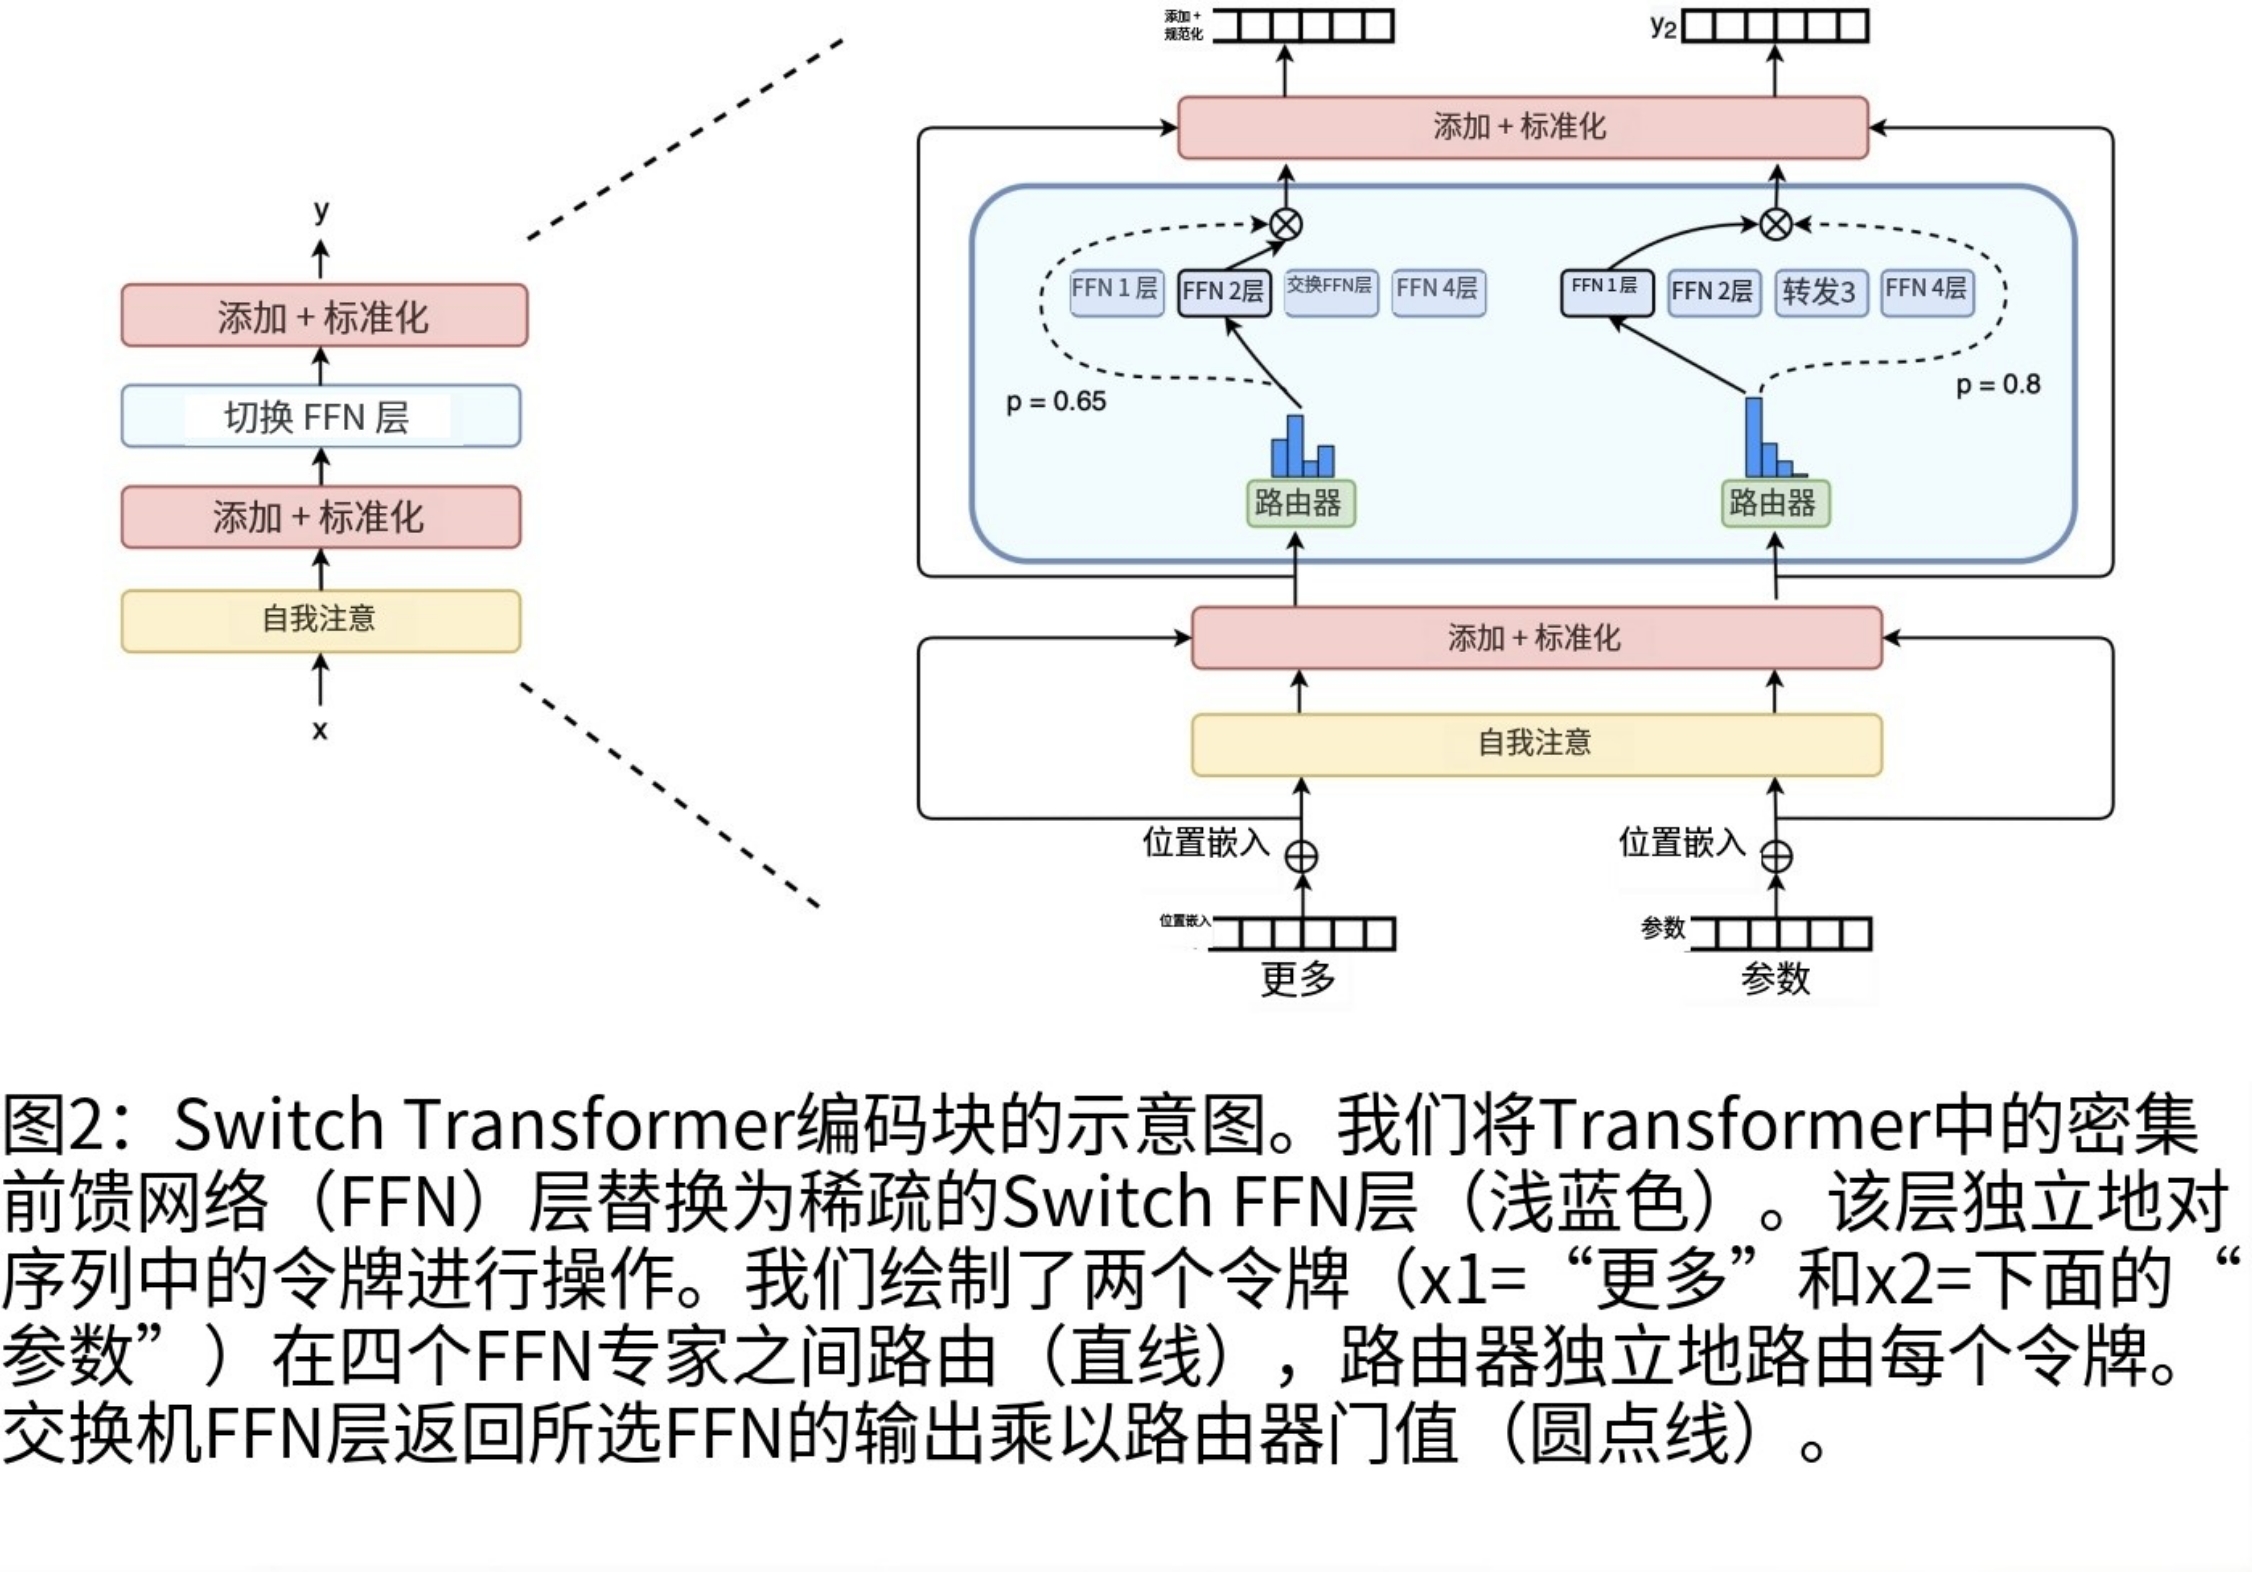 添加 +
规范化
y2
添加 + 标准化
y
添加 + 标准化
切换 FFN 层
添加 + 标准化
自我注意
x
FFN 1 层
FFN 2层
交换FFN层
FFN 4层
FFN 1 层
FFN 2层
转发3
FFN 4层
p = 0.65
p = 0.8
路由器
路由器
添加 + 标准化
自我注意
位置嵌入
位置嵌入
位置嵌入
参数
更多
参数
图2：Switch Transformer编码块的示意图。我们将Transformer中的密集
前馈网络（FFN）层替换为稀疏的Switch FFN层（浅蓝色）。该层独立地对
序列中的令牌进行操作。我们绘制了两个令牌（x1=“更多”和x2=下面的“
参数”）在四个FFN专家之间路由（直线），路由器独立地路由每个令牌。
交换机FFN层返回所选FFN的输出乘以路由器门值（圆点线）。